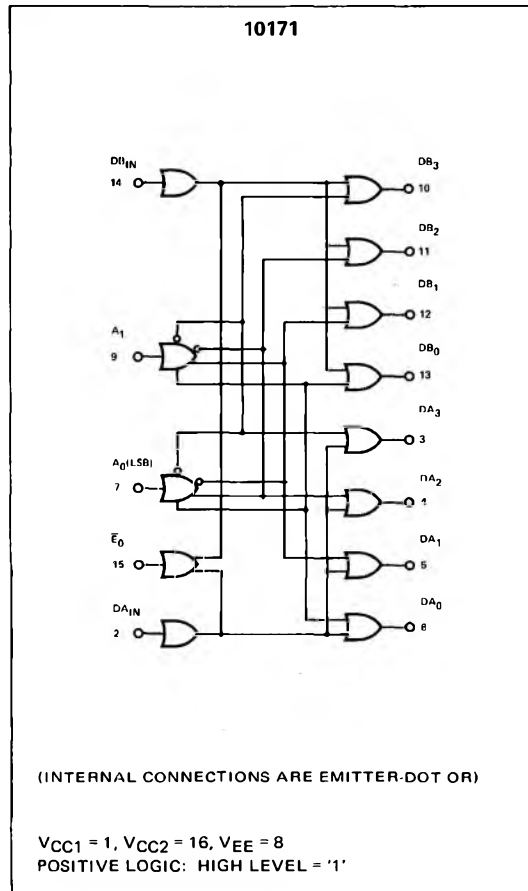 10171
DB3
DBIN
14
10
DB2
11
DB1
A1
12
9
DB0
13
DA3
3
A0(LSB)
DA2
7
4
E̅0
DA1
15
5
DAIN
DA0
2
6
(INTERNAL CONNECTIONS ARE EMITTER-DOT OR)
VCC1 = 1, VCC2 = 16, VEE = 8
POSITIVE LOGIC: HIGH LEVEL = '1'